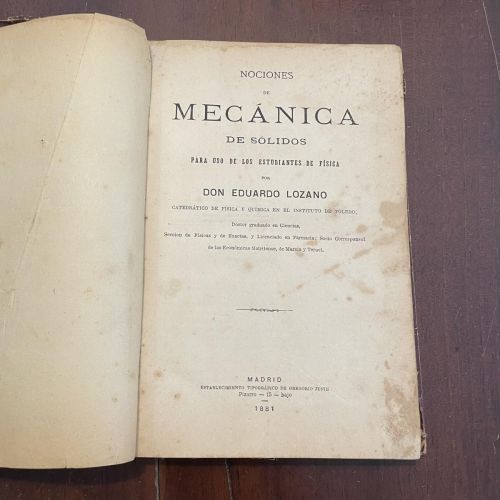 NOCIONES
DE
MECÁNICA
DE SÓLIDOS
PARA USO DE LOS ESTUDIANTES DE FÍSICA
POR
DON EDUARDO LOZANO
CATEDRÁTICO DE FÍSICA Y QUÍMICA EN EL INSTITUTO DE TOLEDO,
Doctor graduado en Ciencias,
Seccion de Físicas y de Exactas, y Licenciado en Farmacia; Socio Corresponsal
de las Económicas Matritense, de Murcia y Teruel.
MADRID
ESTABLECIMIENTO TIPOGRÁFICO DE GREGORIO JUSTE
Pizarro — 15 — bajo
1881